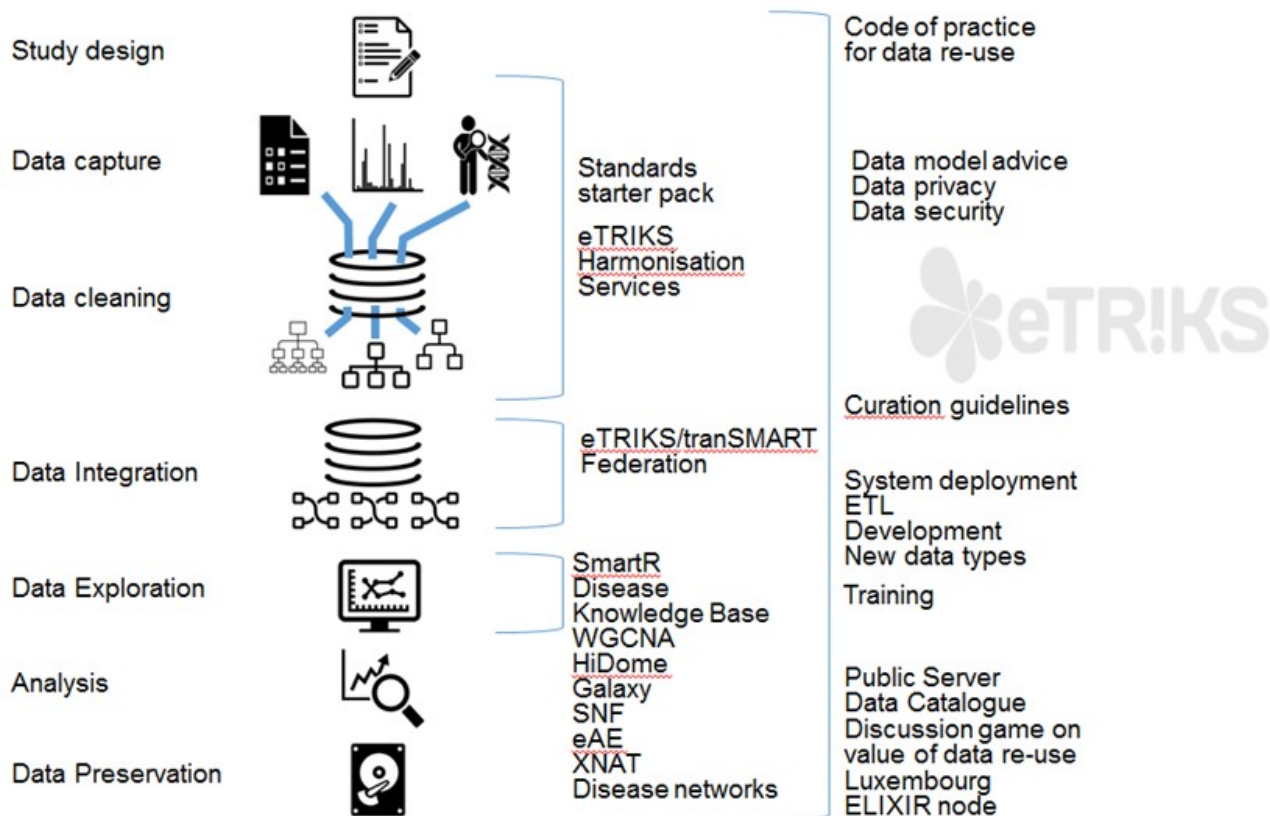 Study design
Data capture
Data cleaning
Data Integration
Data Exploration
Analysis
Data Preservation
Standards
starter pack
eTRIKS
Harmonisation
Services
eTRIKS/tranSMART
Federation
SmartR
Disease
Knowledge Base
WGCNA
HiDome
Galaxy
SNF
eAE
XNAT
Disease networks
Code of practice
for data re-use
Data model advice
Data privacy
Data security
eTR!KS
Curation guidelines
System deployment
ETL
Development
New data types
Training
Public Server
Data Catalogue
Discussion game on
value of data re-use
Luxembourg
ELIXIR node